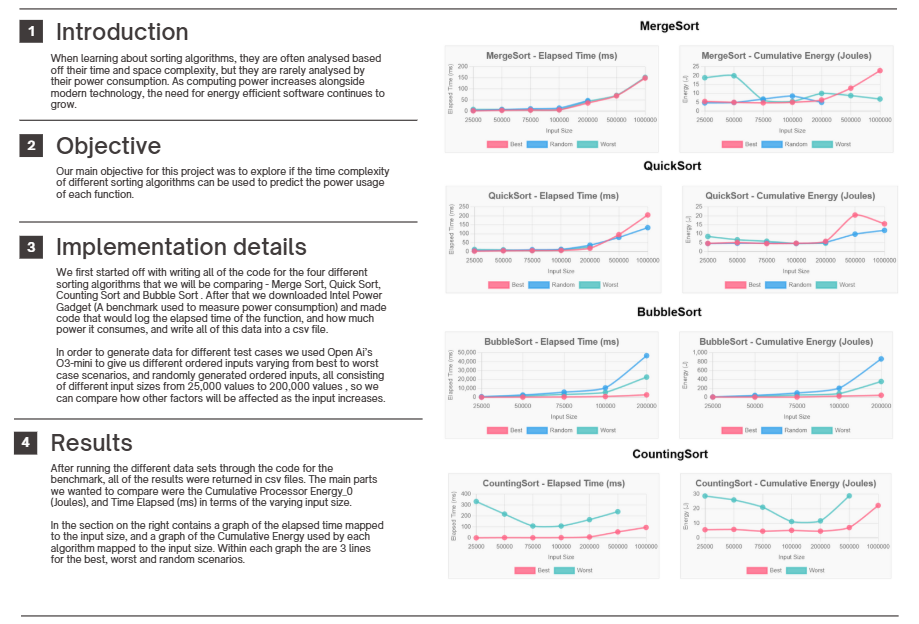 1 Introduction
When learning about sorting algorithms, they are often analysed based
off their time and space complexity, but they are rarely analysed by
their power consumption. As computing power increases alongside
modern technology, the need for energy efficient software continues to
grow.
2 Objective
Our main objective for this project was to explore if the time complexity
of different sorting algorithms can be used to predict the power usage
of each function.
3 Implementation details
We first started off with writing all of the code for the four different
sorting algorithms that we will be comparing - Merge Sort, Quick Sort,
Counting Sort and Bubble Sort . After that we downloaded Intel Power
Gadget (A benchmark used to measure power consumption) and made
code that would log the elapsed time of the function, and how much
power it consumes, and write all of this data into a csv file.
In order to generate data for different test cases we used Open Ai's
O3-mini to give us different ordered inputs varying from best to worst
case scenarios, and randomly generated ordered inputs, all consisting
of different input sizes from 25,000 values to 200,000 values , so we
can compare how other factors will be affected as the input increases.
4 Results
After running the different data sets through the code for the
benchmark, all of the results were returned in csv files. The main parts
we wanted to compare were the Cumulative Processor Energy_0
(Joules), and Time Elapsed (ms) in terms of the varying input size.
In the section on the right contains a graph of the elapsed time mapped
to the input size, and a graph of the Cumulative Energy used by each
algorithm mapped to the input size. Within each graph the are 3 lines
for the best, worst and random scenarios.
MergeSort
MergeSort - Elapsed Time (ms)
Elapsed Time (ms)
200
150
100
50
0
25000 50000 75000 100000 200000 500000 1000000
Input Size
Best Random Worst
MergeSort - Cumulative Energy (Joules)
Energy (J)
25
20
15
10
5
0
25000 50000 75000 100000 200000 500000 1000000
Input Size
Best Random Worst
QuickSort
QuickSort - Elapsed Time (ms)
Elapsed Time (ms)
250
200
150
100
50
0
25000 50000 75000 100000 200000 500000 1000000
Input Size
Best Random Worst
QuickSort - Cumulative Energy (Joules)
Energy (J)
25
20
15
10
5
0
25000 50000 75000 100000 200000 500000 1000000
Input Size
Best Random Worst
BubbleSort
BubbleSort - Elapsed Time (ms)
Elapsed Time (ms)
50,000
40,000
30,000
20,000
10,000
0
25000 50000 75000 100000 200000
Input Size
Best Random Worst
BubbleSort - Cumulative Energy (Joules)
Energy (J)
1,000
800
600
400
200
0
25000 50000 75000 100000 200000
Input Size
Best Random Worst
CountingSort
CountingSort - Elapsed Time (ms)
Elapsed Time (ms)
400
300
200
100
0
25000 50000 75000 100000 200000 500000 1000000
Input Size
Best Worst
CountingSort - Cumulative Energy (Joules)
Energy (J)
30
20
10
0
25000 50000 75000 100000 200000 500000 1000000
Input Size
Best Worst